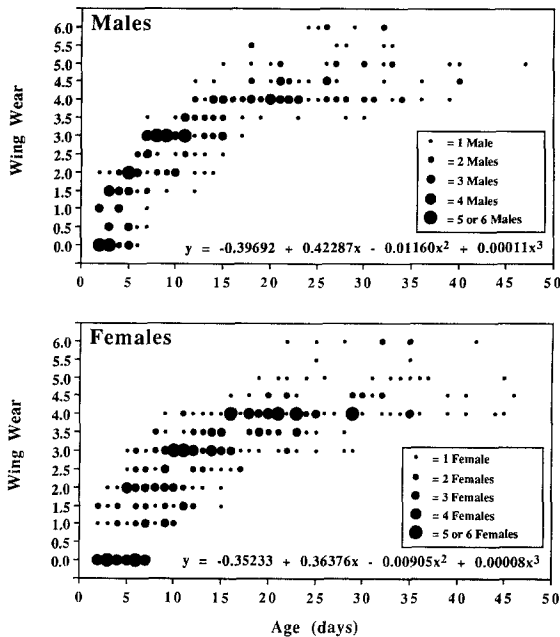 Males
Wing Wear
6.0
5.5
5.0
4.5
4.0
3.5
3.0
2.5
2.0
1.5
1.0
0.5
0.0
= 1 Male
= 2 Males
= 3 Males
= 4 Males
= 5 or 6 Males
y = -0.39692 + 0.42287x - 0.01160x² + 0.00011x³
0 5 10 15 20 25 30 35 40 45 50
Females
Wing Wear
6.0
5.5
5.0
4.5
4.0
3.5
3.0
2.5
2.0
1.5
1.0
0.5
0.0
= 1 Female
= 2 Females
= 3 Females
= 4 Females
= 5 or 6 Females
y = -0.35233 + 0.36376x - 0.00905x² + 0.00008x³
0 5 10 15 20 25 30 35 40 45 50
Age (days)